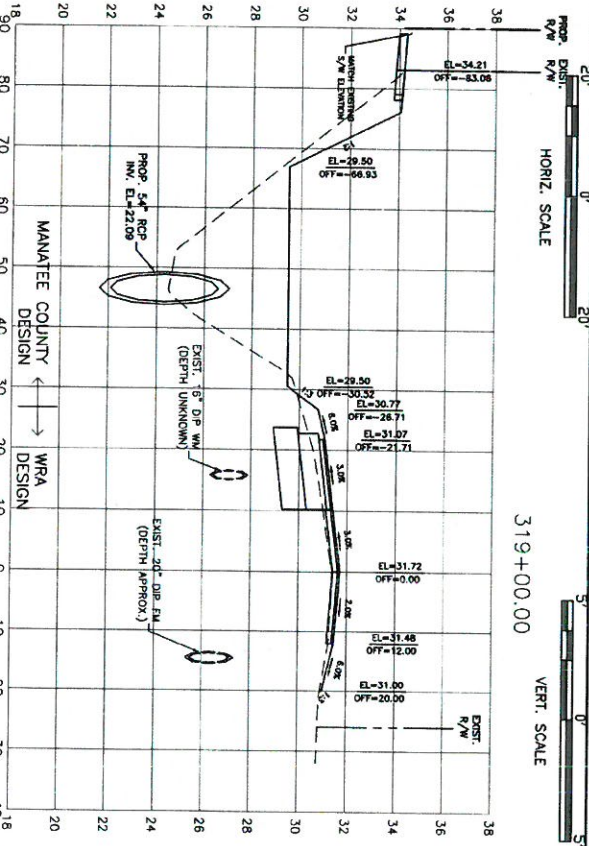 319+00.00
HORIZ. SCALE
20'
0'
20'
VERT. SCALE
5'
0'
5'
PROP.
R/W
EXIST.
R/W
EXIST.
R/W
38
36
34
32
30
28
26
24
22
20
18
38
36
34
32
30
28
26
24
22
20
18
MATCH EXISTING
S/W ELEVATION
EL=34.21
OFF=-83.08
EL=29.50
OFF=-66.93
EL=29.50
OFF=-30.52
EL=30.77
OFF=-26.71
EL=31.07
OFF=-21.71
EL=31.72
OFF=0.00
EL=31.48
OFF=12.00
EL=31.00
OFF=20.00
6.0%
3.0%
3.0%
2.0%
6.0%
PROP. 54" RCP
INV. EL=22.09
EXIST. 16" DIP WM
(DEPTH UNKNOWN)
EXIST. 20" DIP FM
(DEPTH APPROX.)
MANATEE COUNTY
DESIGN
WRA
DESIGN
90
80
70
60
50
40
30
20
10
0
10
20